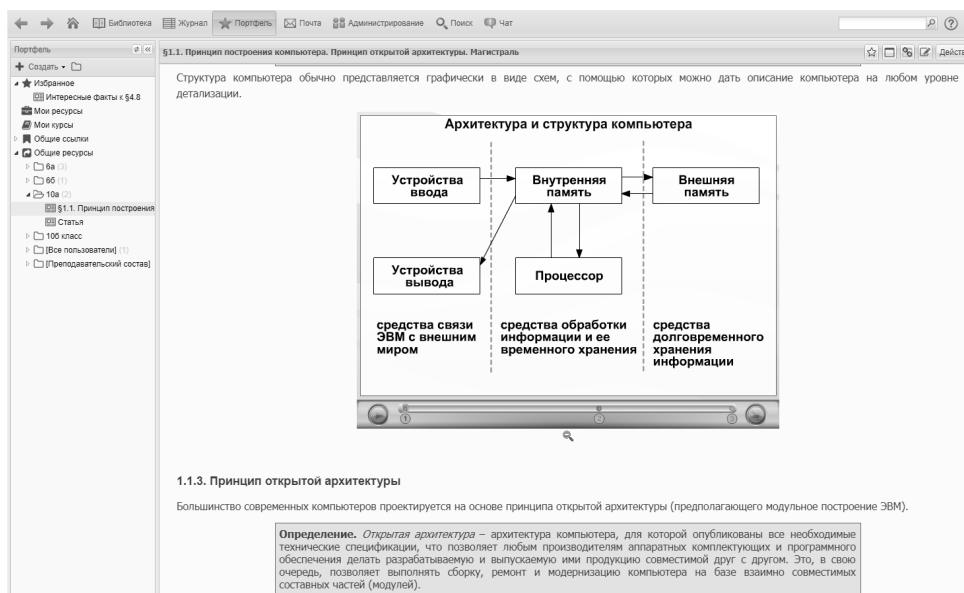 Библиотека Журнал Портфель Почта Администрирование Поиск Чат
Портфель
Создать
Избранное
Интересные факты к §4.8
Мои ресурсы
Мои курсы
Общие ссылки
Общие ресурсы
6а (3)
6б (1)
10а (2)
§1.1. Принцип построения
Статья
10б класс
[Все пользователи] (1)
[Преподавательский состав]
§1.1. Принцип построения компьютера. Принцип открытой архитектуры. Магистраль
Действ
Структура компьютера обычно представляется графически в виде схем, с помощью которых можно дать описание компьютера на любом уровне
детализации.
Архитектура и структура компьютера
Устройства
ввода
Внутренняя
память
Внешняя
память
Устройства
вывода
Процессор
средства связи
ЭВМ с внешним
миром
средства обработки
информации и ее
временного хранения
средства
долговременного
хранения
информации
1 2 3
1.1.3. Принцип открытой архитектуры
Большинство современных компьютеров проектируется на основе принципа открытой архитектуры (предполагающего модульное построение ЭВМ).
Определение. Открытая архитектура – архитектура компьютера, для которой опубликованы все необходимые
технические спецификации, что позволяет любым производителям аппаратных комплектующих и программного
обеспечения делать разрабатываемую и выпускаемую ими продукцию совместимой друг с другом. Это, в свою
очередь, позволяет выполнять сборку, ремонт и модернизацию компьютера на базе взаимно совместимых
составных частей (модулей).